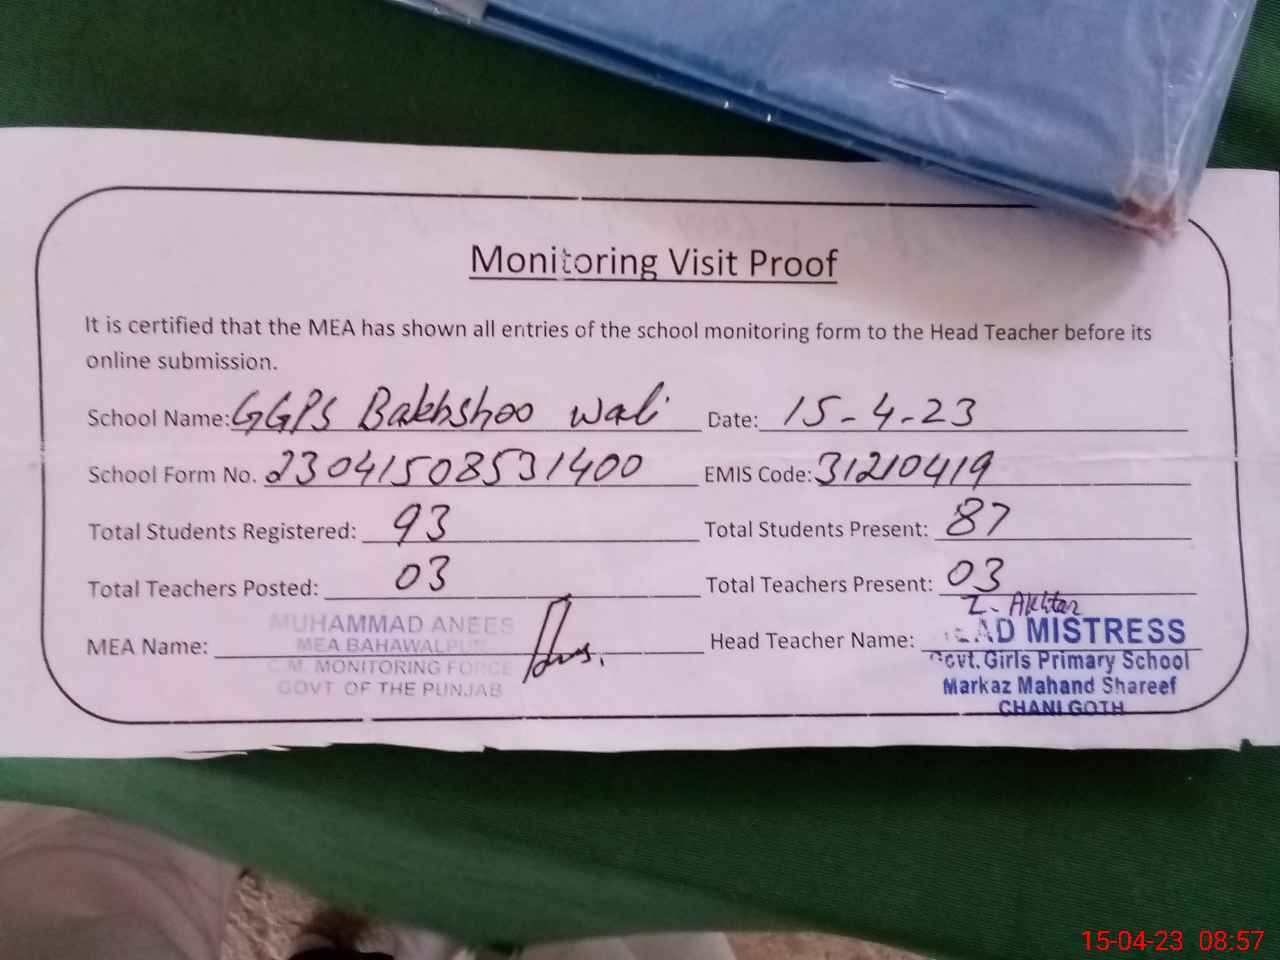 Monitoring Visit Proof
It is certified that the MEA has shown all entries of the school monitoring form to the Head Teacher before its
online submission.
School Name: GGPS Bakhshoo Wali Date: 15-4-23
School Form No. 23041508531400 EMIS Code: 31210419
Total Students Registered: 93 Total Students Present: 87
Total Teachers Posted: 03 Total Teachers Present: 03
MEA Name: Head Teacher Name: Z. Akhtar
MUHAMMAD ANEES
MEA BAHAWALPUR
C.M. MONITORING FORCE
GOVT OF THE PUNJAB
HEAD MISTRESS
Govt. Girls Primary School
Markaz Mahand Shareef
CHANI GOTH
15-04-23 08:57